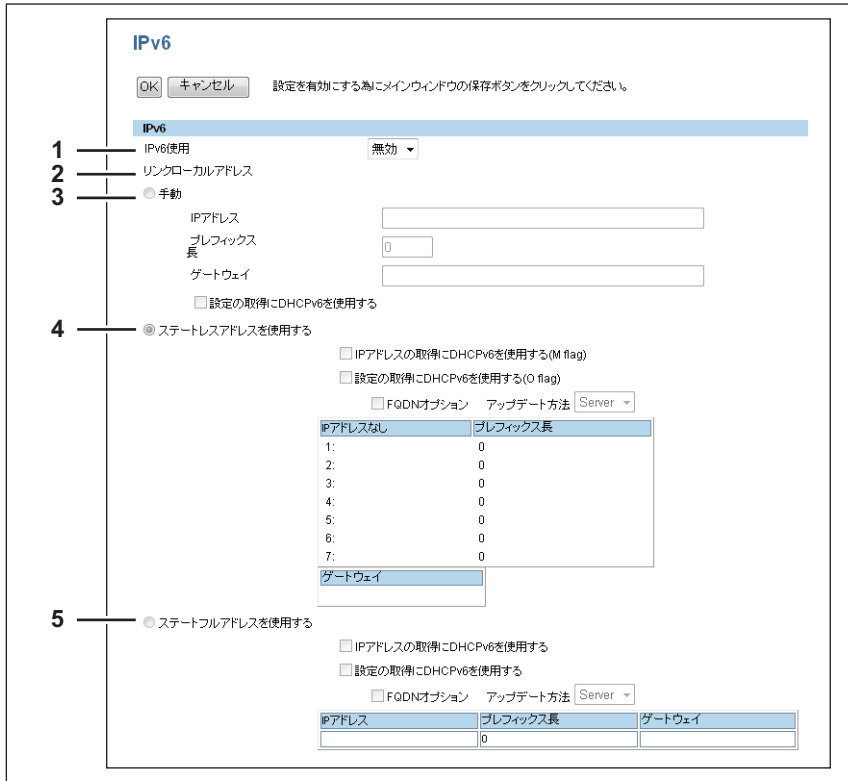 IPv6
OK キャンセル 設定を有効にする為にメインウィンドウの保存ボタンをクリックしてください。
IPv6
1 IPv6使用 無効
2 リンクローカルアドレス
3 手動
IPアドレス
プレフィックス
長 0
ゲートウェイ
設定の取得にDHCPv6を使用する
4 ステートレスアドレスを使用する
IPアドレスの取得にDHCPv6を使用する(M flag)
設定の取得にDHCPv6を使用する(O flag)
FQDNオプション アップデート方法 Server
IPアドレスなし プレフィックス長
1: 0
2: 0
3: 0
4: 0
5: 0
6: 0
7: 0
ゲートウェイ
5 ステートフルアドレスを使用する
IPアドレスの取得にDHCPv6を使用する
設定の取得にDHCPv6を使用する
FQDNオプション アップデート方法 Server
IPアドレス プレフィックス長 ゲートウェイ
0